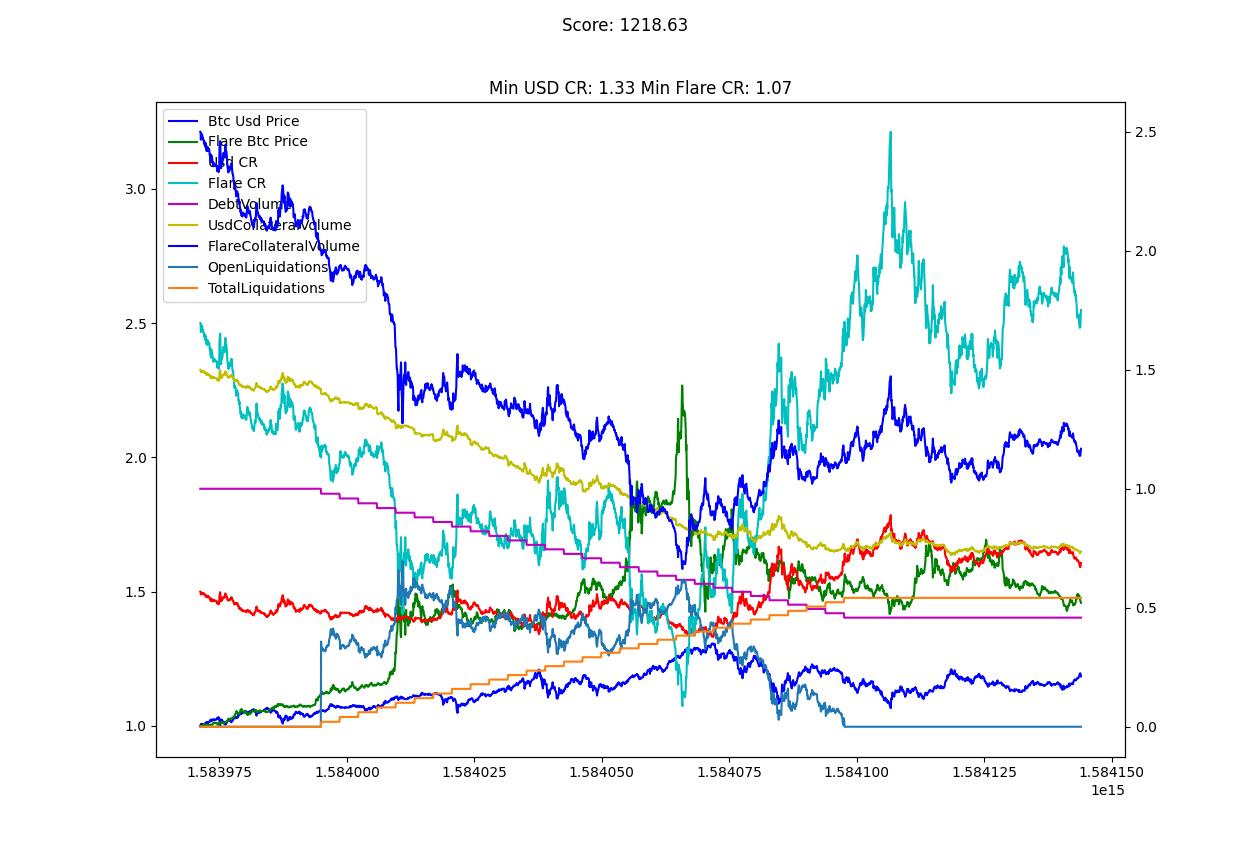 Score: 1218.63
Min USD CR: 1.33 Min Flare CR: 1.07
Btc Usd Price
Flare Btc Price
Usd CR
Flare CR
DebtVolume
UsdCollateralVolume
FlareCollateralVolume
OpenLiquidations
TotalLiquidations
3.0
2.5
2.0
1.5
1.0
2.5
2.0
1.5
1.0
0.5
0.0
1.583975
1.584000
1.584025
1.584050
1.584075
1.584100
1.584125
1.584150
1e15